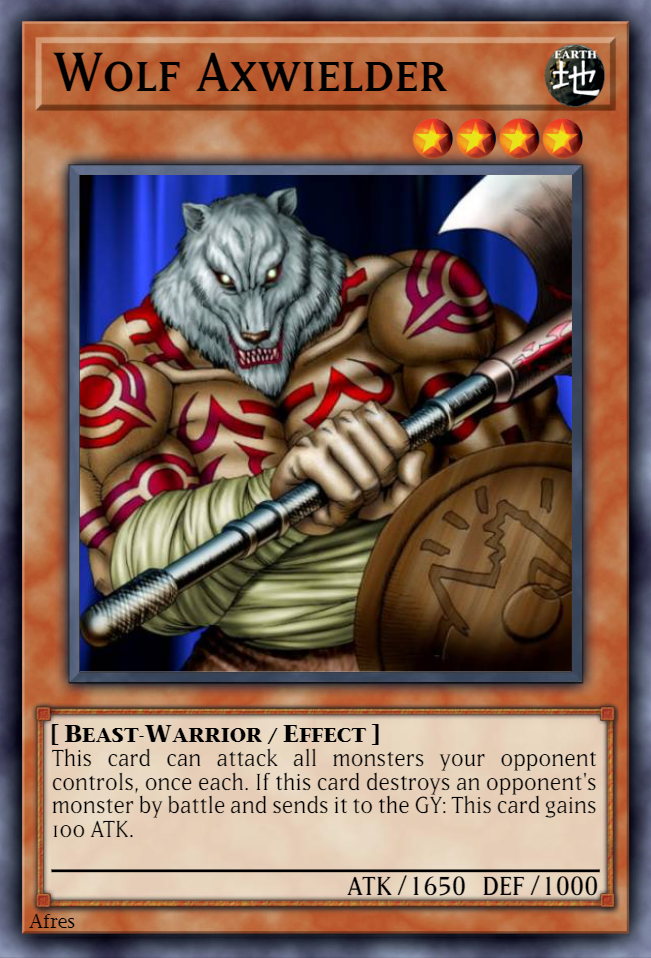 Wolf Axwielder
EARTH
地
[ Beast-Warrior / Effect ]
This card can attack all monsters your opponent
controls, once each. If this card destroys an opponent's
monster by battle and sends it to the GY: This card gains
100 ATK.
ATK / 1650 DEF / 1000
Afres